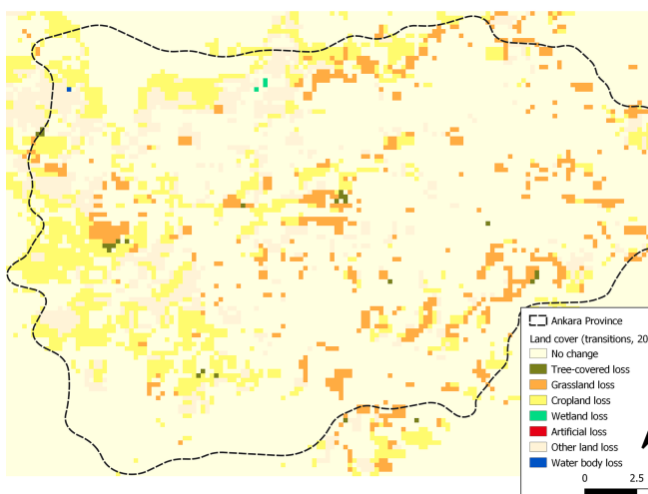 Ankara Province
Land cover (transitions, 20
No change
Tree-covered loss
Grassland loss
Cropland loss
Wetland loss
Artificial loss
Other land loss
Water body loss
0 2.5